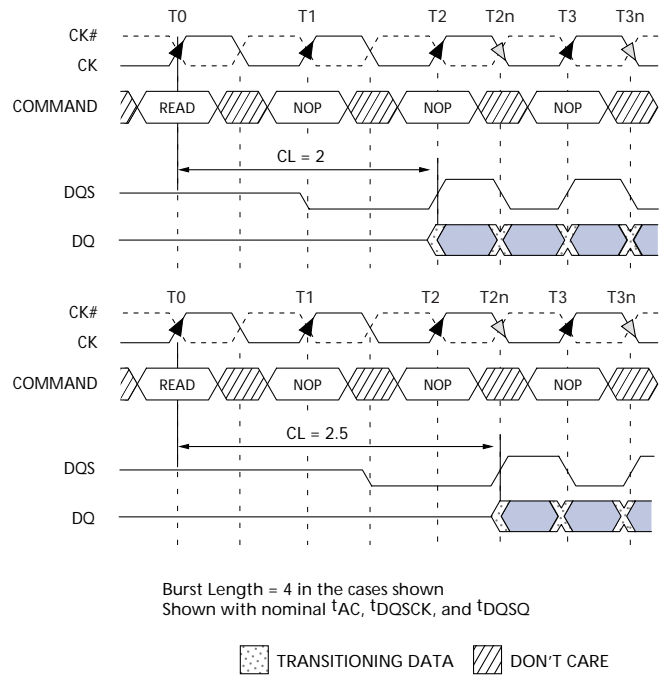 T0 T1 T2 T2n T3 T3n
CK#
CK
COMMAND READ NOP NOP NOP
CL = 2
DQS
DQ
T0 T1 T2 T2n T3 T3n
CK#
CK
COMMAND READ NOP NOP NOP
CL = 2.5
DQS
DQ
Burst Length = 4 in the cases shown
Shown with nominal tAC, tDQSCK, and tDQSQ
TRANSITIONING DATA DON'T CARE